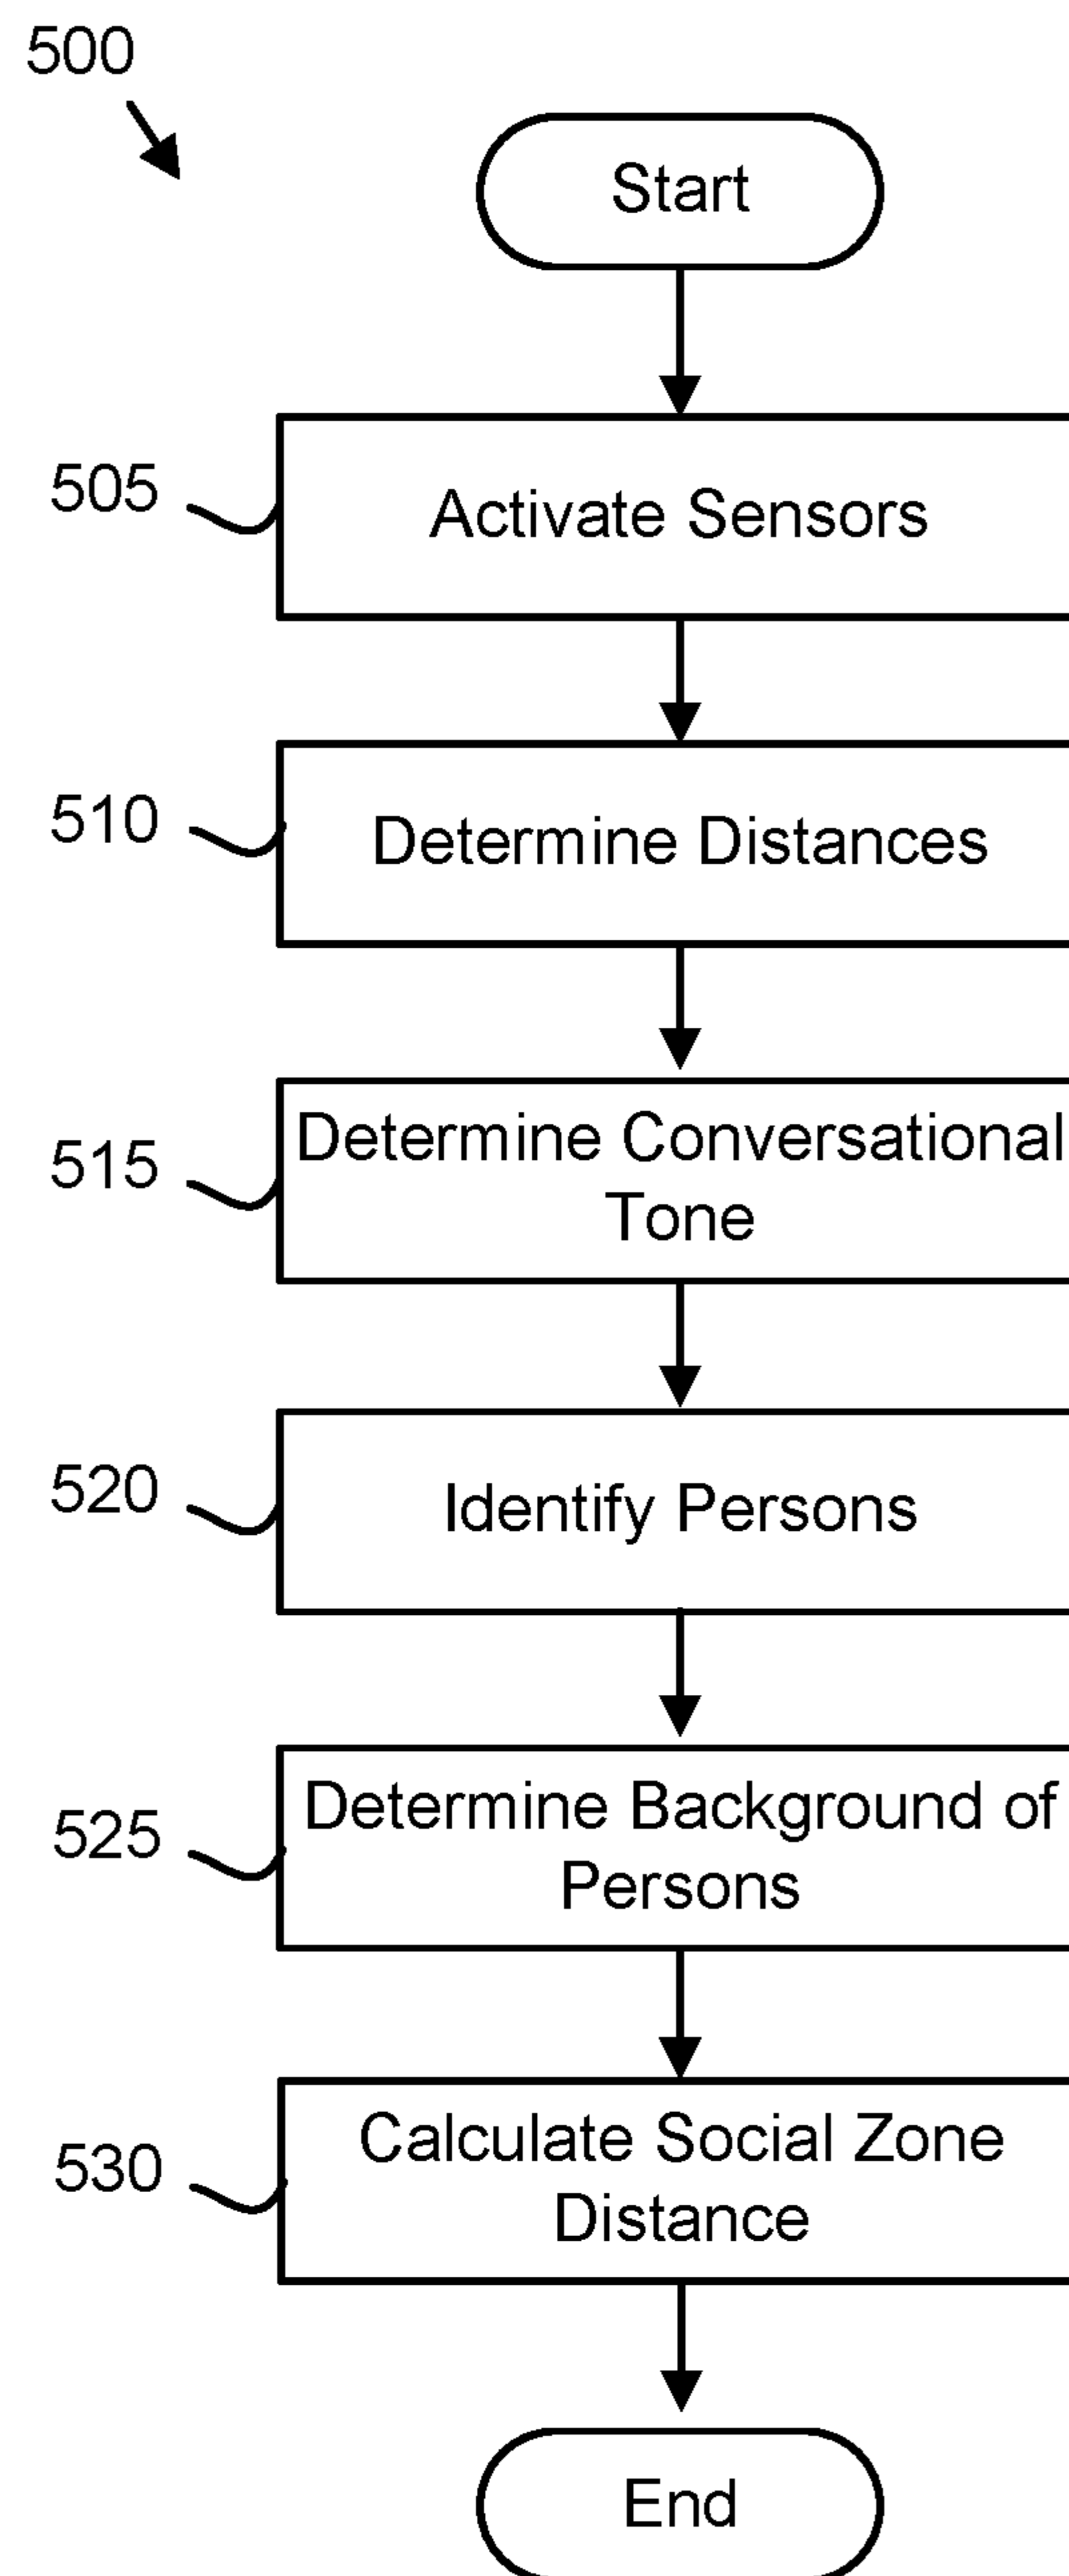 500
Start
505
Activate Sensors
510
Determine Distances
515
Determine Conversational
Tone
520
Identify Persons
525
Determine Background of
Persons
530
Calculate Social Zone
Distance
End